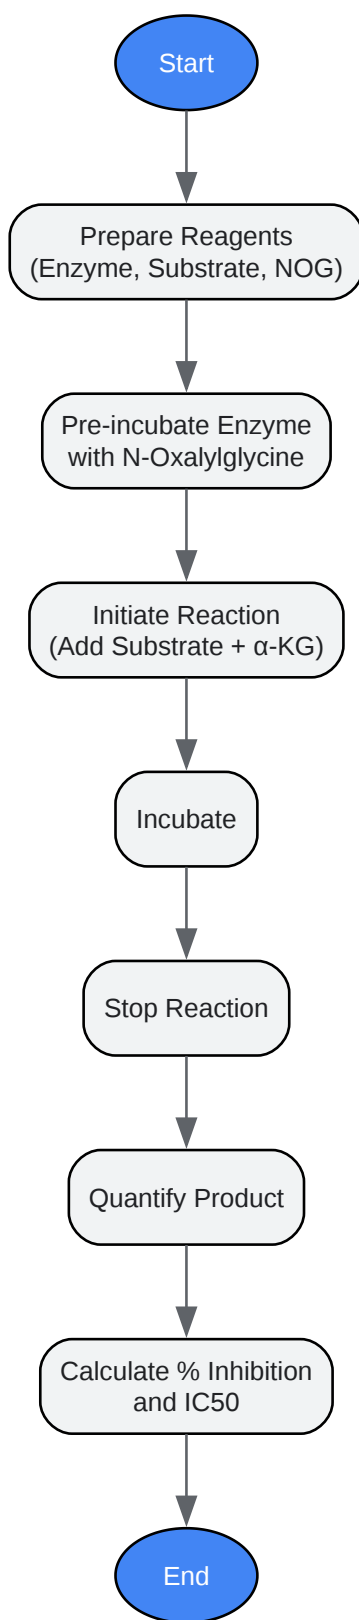 Start
Prepare Reagents
(Enzyme, Substrate, NOG)
Pre-incubate Enzyme
with N-Oxalylglycine
Initiate Reaction
(Add Substrate + α-KG)
Incubate
Stop Reaction
Quantify Product
Calculate % Inhibition
and IC50
End